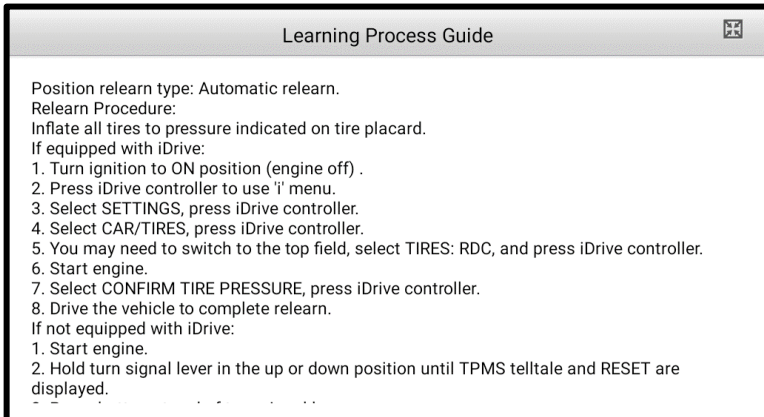 Learning Process Guide
Position relearn type: Automatic relearn.
Relearn Procedure:
Inflate all tires to pressure indicated on tire placard.
If equipped with iDrive:
1. Turn ignition to ON position (engine off) .
2. Press iDrive controller to use 'i' menu.
3. Select SETTINGS, press iDrive controller.
4. Select CAR/TIRES, press iDrive controller.
5. You may need to switch to the top field, select TIRES: RDC, and press iDrive controller.
6. Start engine.
7. Select CONFIRM TIRE PRESSURE, press iDrive controller.
8. Drive the vehicle to complete relearn.
If not equipped with iDrive:
1. Start engine.
2. Hold turn signal lever in the up or down position until TPMS telltale and RESET are
displayed.